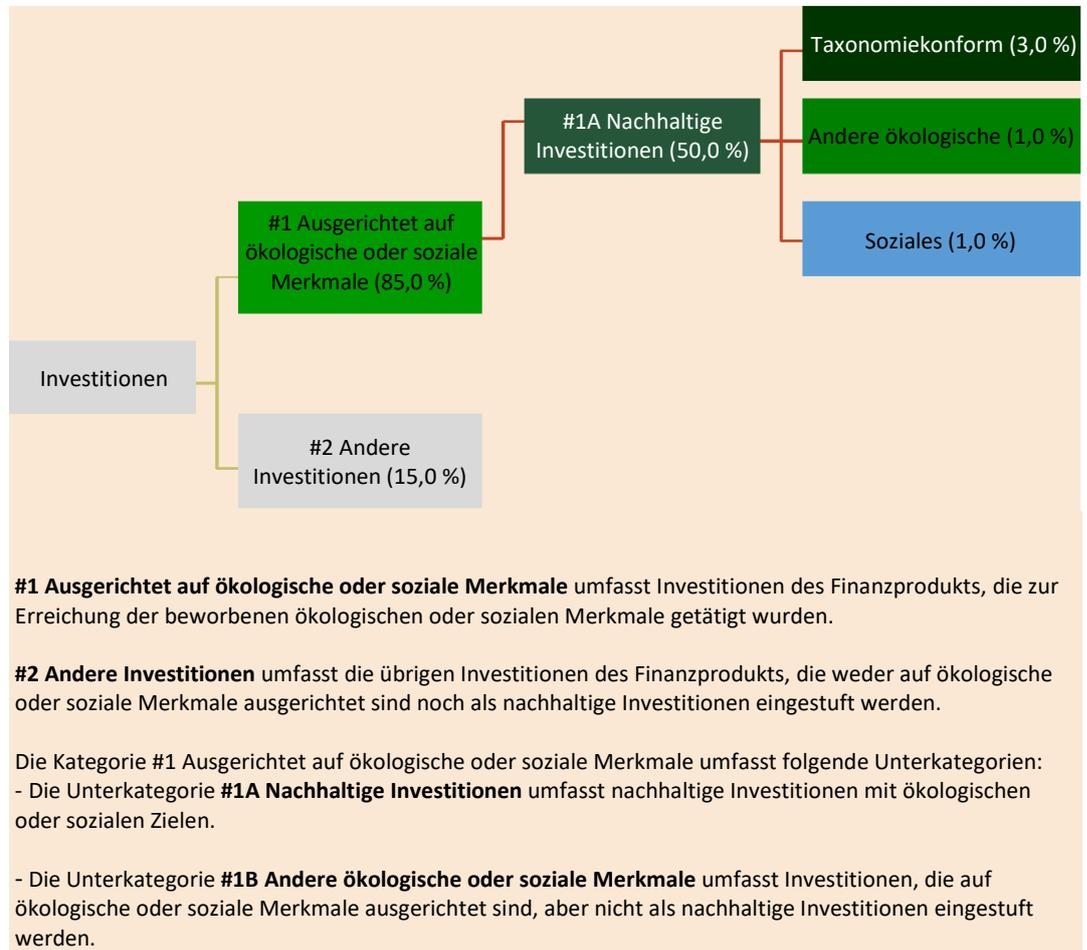 Taxonomiekonform (3,0 %)
#1A Nachhaltige
Investitionen (50,0 %)
Andere ökologische (1,0 %)
#1 Ausgerichtet auf
ökologische oder soziale
Merkmale (85,0 %)
Soziales (1,0 %)
Investitionen
#2 Andere
Investitionen (15,0 %)
#1 Ausgerichtet auf ökologische oder soziale Merkmale umfasst Investitionen des Finanzprodukts, die zur
Erreichung der beworbenen ökologischen oder sozialen Merkmale getätigt wurden.
#2 Andere Investitionen umfasst die übrigen Investitionen des Finanzprodukts, die weder auf ökologische
oder soziale Merkmale ausgerichtet sind noch als nachhaltige Investitionen eingestuft werden.
Die Kategorie #1 Ausgerichtet auf ökologische oder soziale Merkmale umfasst folgende Unterkategorien:
- Die Unterkategorie #1A Nachhaltige Investitionen umfasst nachhaltige Investitionen mit ökologischen
oder sozialen Zielen.
- Die Unterkategorie #1B Andere ökologische oder soziale Merkmale umfasst Investitionen, die auf
ökologische oder soziale Merkmale ausgerichtet sind, aber nicht als nachhaltige Investitionen eingestuft
werden.